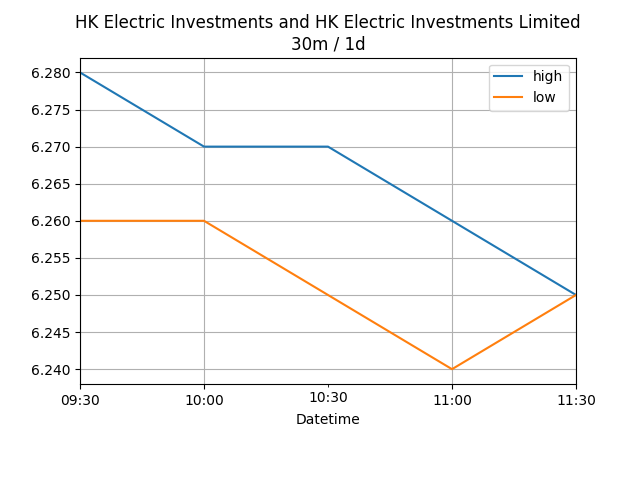 HK Electric Investments and HK Electric Investments Limited
30m / 1d
high
low
6.280
6.275
6.270
6.265
6.260
6.255
6.250
6.245
6.240
09:30
10:00
10:30
11:00
11:30
Datetime